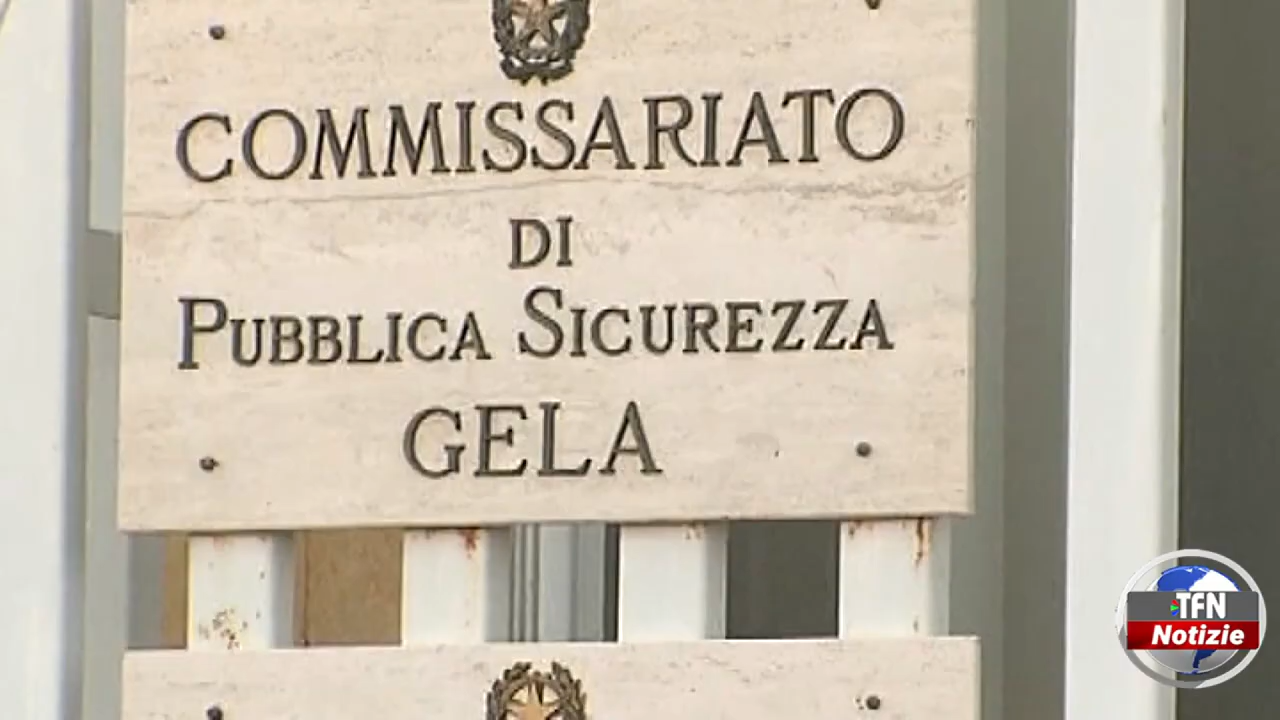 COMMISSARIATO
DI
PUBBLICA SICUREZZA
GELA
TFN
Notizie